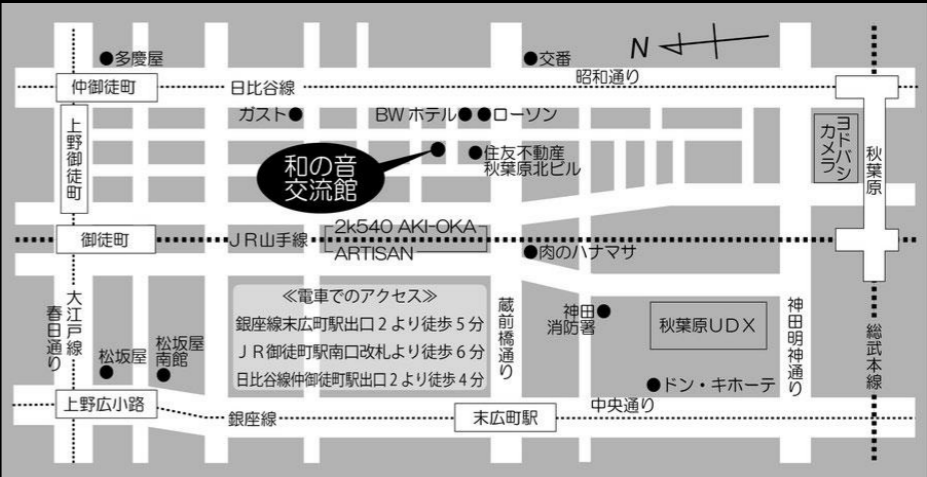 多慶屋
N
交番
昭和通り
仲御徒町
日比谷線
ガスト
BWホテル
ローソン
上野御徒町
和の音
交流館
住友不動産
秋葉原北ビル
ヨドバシ
カメラ
秋葉原
御徒町
JR山手線
2k540 AKI-OKA
ARTISAN
肉のハナマサ
≪電車でのアクセス≫
銀座線末広町駅出口2より徒歩5分
JR御徒町駅南口改札より徒歩6分
日比谷線仲御徒町駅出口2より徒歩4分
大江戸線
春日通り
松坂屋
松坂屋
南館
蔵前橋通り
神田
消防署
秋葉原UDX
神田明神通り
総武本線
ドン・キホーテ
中央通り
上野広小路
銀座線
末広町駅